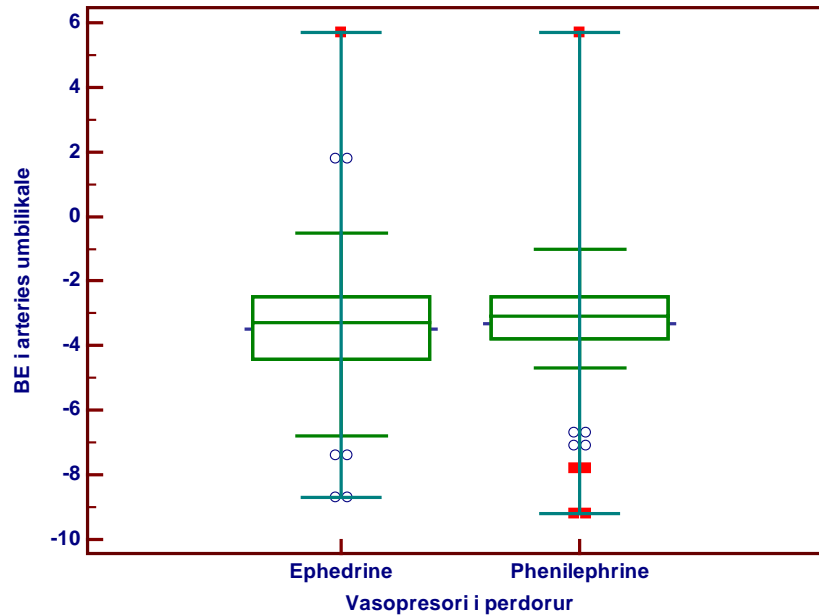 BE i arteries umbilikale
6
4
2
0
-2
-4
-6
-8
-10
Ephedrine
Phenilephrine
Vasopresori i perdorur